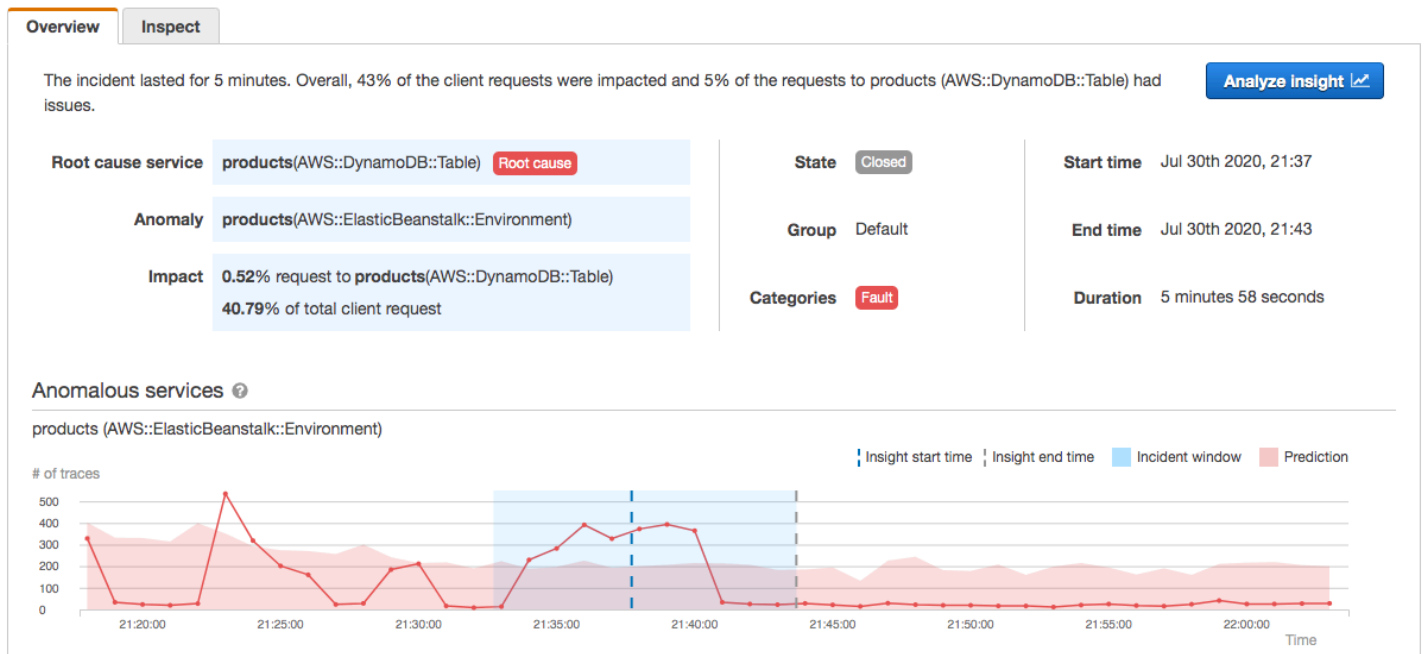 Overview
Inspect
The incident lasted for 5 minutes. Overall, 43% of the client requests were impacted and 5% of the requests to products (AWS::DynamoDB::Table) had
issues.
Analyze insight
Root cause service products(AWS::DynamoDB::Table) Root cause
Anomaly products(AWS::ElasticBeanstalk::Environment)
Impact 0.52% request to products(AWS::DynamoDB::Table)
40.79% of total client request
State Closed
Group Default
Categories Fault
Start time Jul 30th 2020, 21:37
End time Jul 30th 2020, 21:43
Duration 5 minutes 58 seconds
Anomalous services ?
products (AWS::ElasticBeanstalk::Environment)
Insight start time Insight end time Incident window Prediction
# of traces
500
400
300
200
100
0
21:20:00 21:25:00 21:30:00 21:35:00 21:40:00 21:45:00 21:50:00 21:55:00 22:00:00
Time